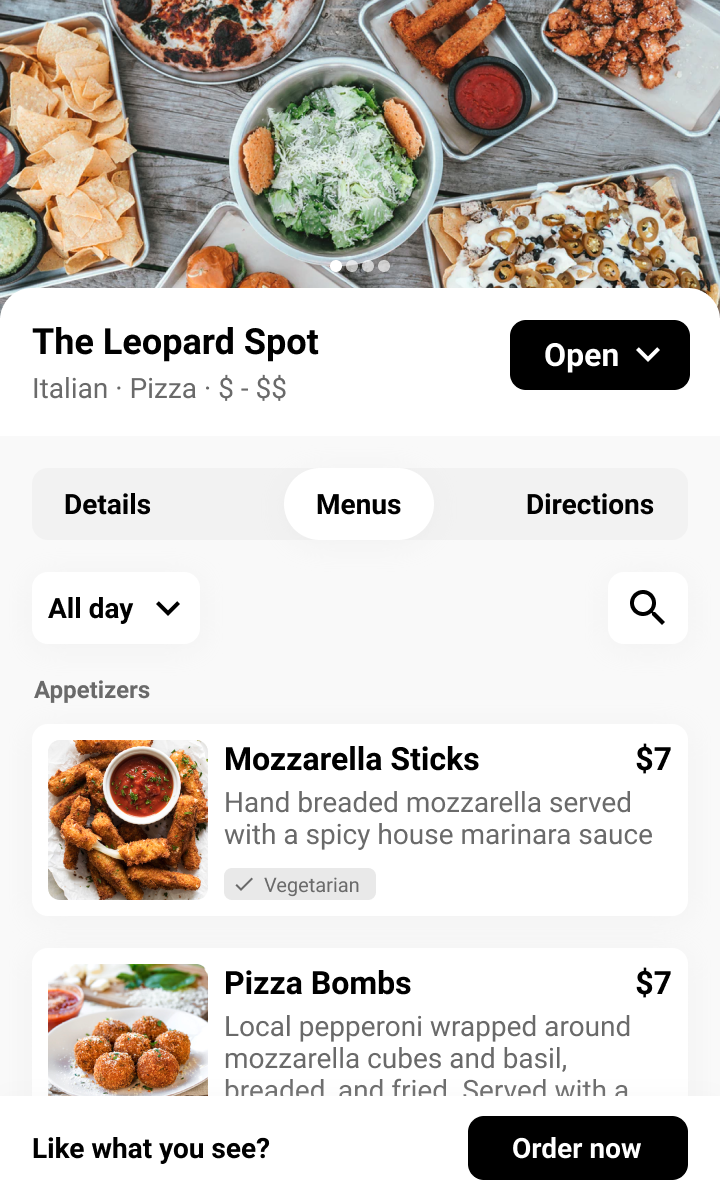 The Leopard Spot
Open
Italian · Pizza · $ - $$
Details
Menus
Directions
All day
Appetizers
Mozzarella Sticks
$7
Hand breaded mozzarella served
with a spicy house marinara sauce
Vegetarian
Pizza Bombs
$7
Local pepperoni wrapped around
mozzarella cubes and basil,
breaded, and fried. Served with a
Like what you see?
Order now